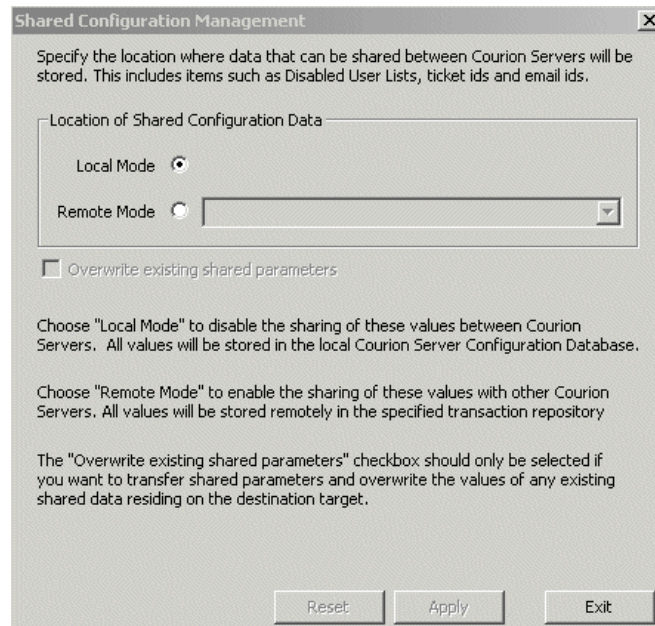 Shared Configuration Management
Specify the location where data that can be shared between Courion Servers will be
stored. This includes items such as Disabled User Lists, ticket ids and email ids.
Location of Shared Configuration Data
Local Mode
Remote Mode
Overwrite existing shared parameters
Choose "Local Mode" to disable the sharing of these values between Courion
Servers. All values will be stored in the local Courion Server Configuration Database.
Choose "Remote Mode" to enable the sharing of these values with other Courion
Servers. All values will be stored remotely in the specified transaction repository
The "Overwrite existing shared parameters" checkbox should only be selected if
you want to transfer shared parameters and overwrite the values of any existing
shared data residing on the destination target.
Reset Apply Exit